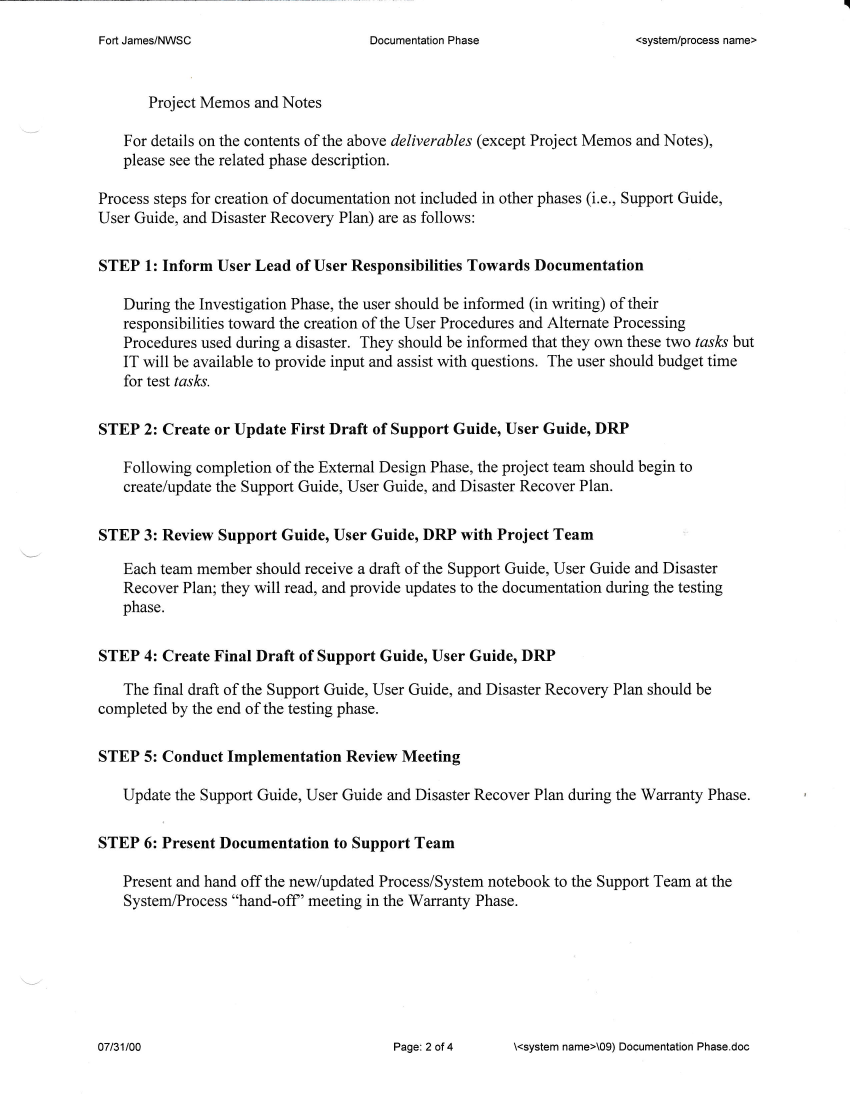 Fort James/NWSC Documentation Phase <system/process name>
Project Memos and Notes
For details on the contents of the above deliverables (except Project Memos and Notes),
please see the related phase description.
Process steps for creation of documentation not included in other phases (i.e., Support Guide,
User Guide, and Disaster Recovery Plan) are as follows:
STEP 1: Inform User Lead of User Responsibilities Towards Documentation
During the Investigation Phase, the user should be informed (in writing) of their
responsibilities toward the creation of the User Procedures and Alternate Processing
Procedures used during a disaster. They should be informed that they own these two tasks but
IT will be available to provide input and assist with questions. The user should budget time
for test tasks.
STEP 2: Create or Update First Draft of Support Guide, User Guide, DRP
Following completion of the External Design Phase, the project team should begin to
create/update the Support Guide, User Guide, and Disaster Recover Plan.
STEP 3: Review Support Guide, User Guide, DRP with Project Team
Each team member should receive a draft of the Support Guide, User Guide and Disaster
Recover Plan; they will read, and provide updates to the documentation during the testing
phase.
STEP 4: Create Final Draft of Support Guide, User Guide, DRP
The final draft of the Support Guide, User Guide, and Disaster Recovery Plan should be
completed by the end of the testing phase.
STEP 5: Conduct Implementation Review Meeting
Update the Support Guide, User Guide and Disaster Recover Plan during the Warranty Phase.
STEP 6: Present Documentation to Support Team
Present and hand off the new/updated Process/System notebook to the Support Team at the
System/Process “hand-off” meeting in the Warranty Phase.
07/31/00 Page: 2 of 4 \<system name>\09) Documentation Phase.doc